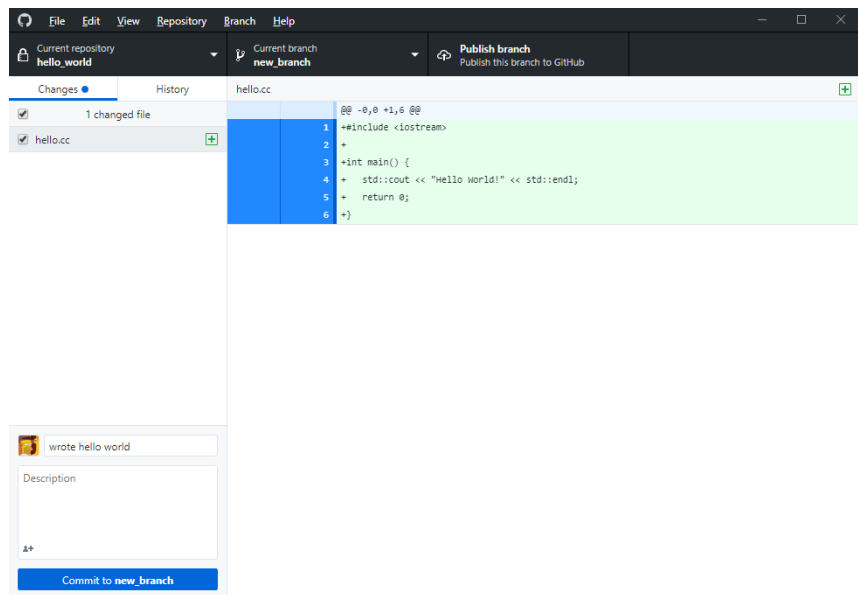 File Edit View Repository Branch Help
Current repository
hello_world
Current branch
new_branch
Publish branch
Publish this branch to GitHub
Changes
History
hello.cc
1 changed file
hello.cc
@@ -0,0 +1,6 @@
1 +#include <iostream>
2 +
3 +int main() {
4 +   std::cout << "Hello World!" << std::endl;
5 +   return 0;
6 +}
wrote hello world
Description
Commit to new_branch